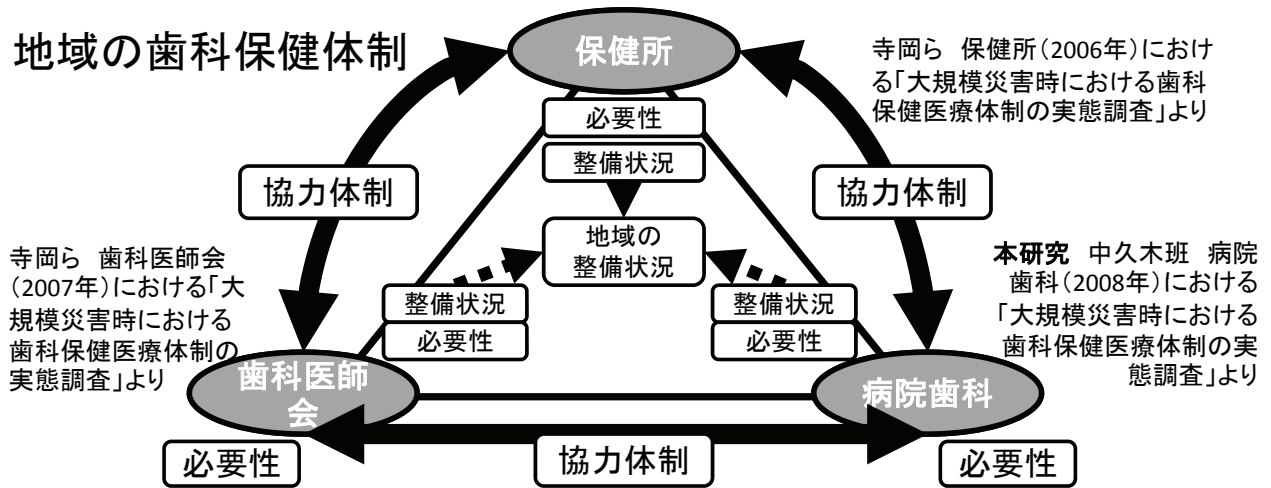 地域の歯科保健体制
保健所
寺岡ら 保健所(2006年)におけ
る「大規模災害時における歯科
保健医療体制の実態調査」より
必要性
整備状況
協力体制
協力体制
地域の
整備状況
寺岡ら 歯科医師会
(2007年)における「大
規模災害時における
歯科保健医療体制の
実態調査」より
本研究 中久木班 病院
歯科(2008年)における
「大規模災害時における
歯科保健医療体制の実
態調査」より
整備状況
必要性
整備状況
必要性
歯科医師
会
病院歯科
必要性
協力体制
必要性